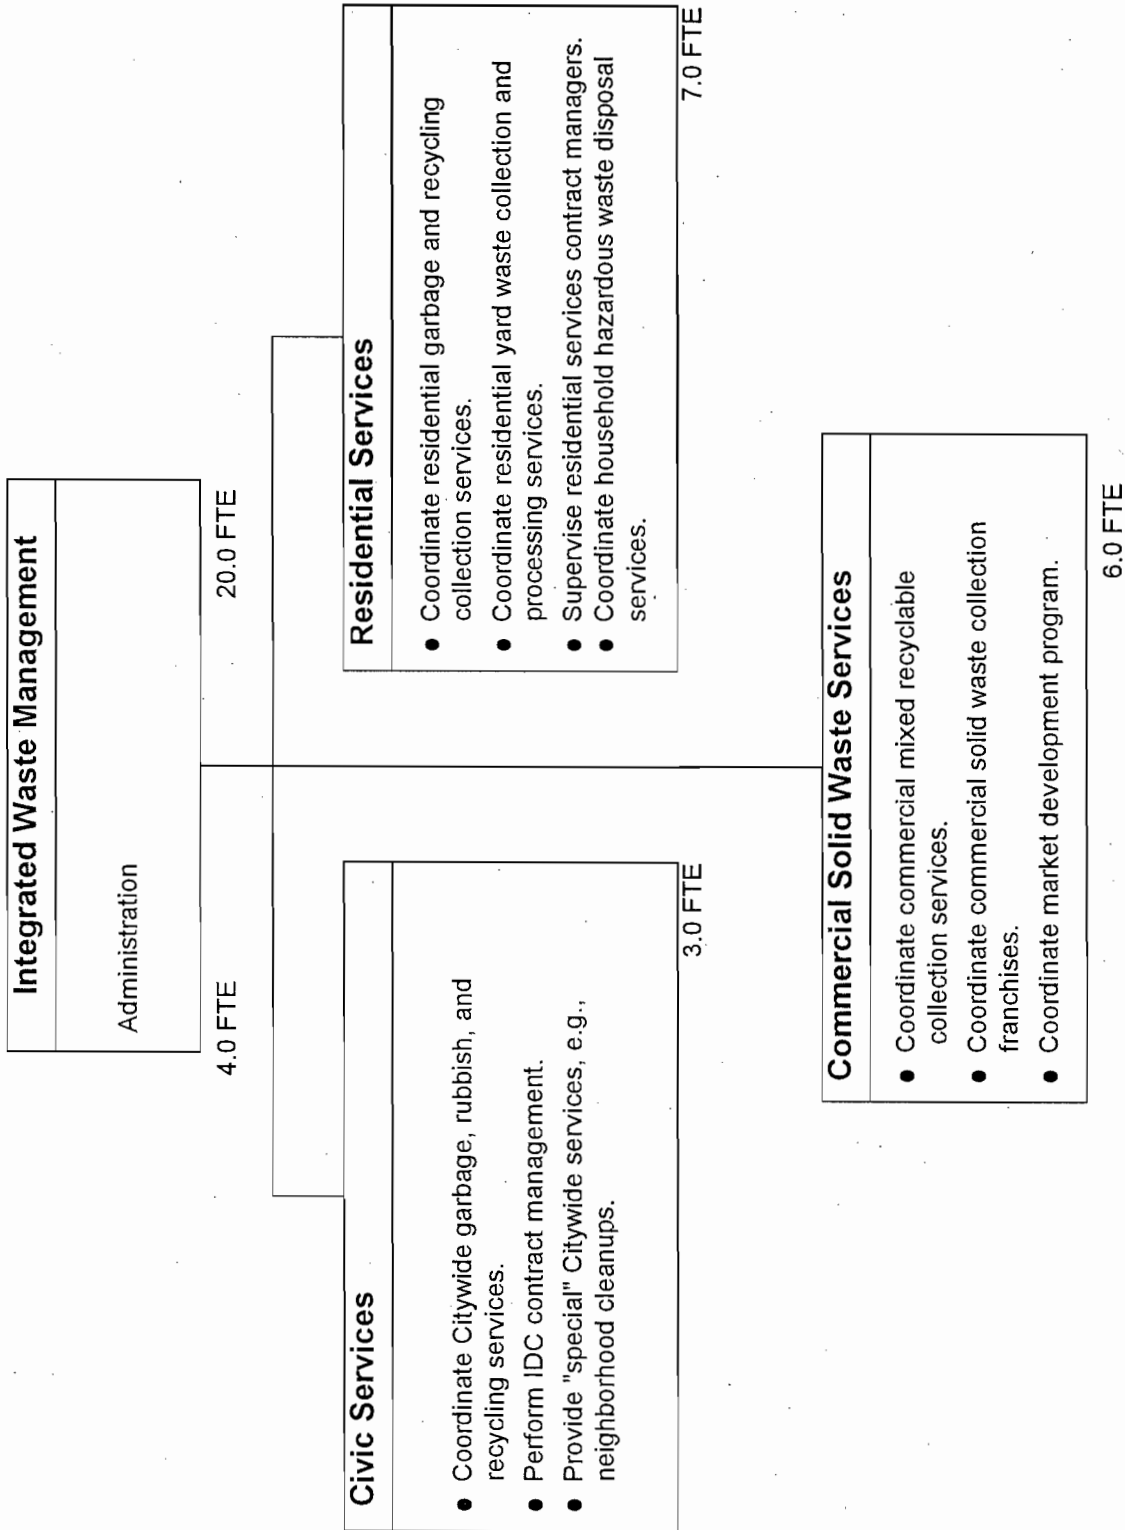 Integrated Waste Management
Administration
4.0 FTE
20.0 FTE
Civic Services
● Coordinate Citywide garbage, rubbish, and
recycling services.
● Perform IDC contract management.
● Provide "special" Citywide services, e.g.,
neighborhood cleanups.
3.0 FTE
Residential Services
● Coordinate residential garbage and recycling
collection services.
● Coordinate residential yard waste collection and
processing services.
● Supervise residential services contract managers.
● Coordinate household hazardous waste disposal
services.
7.0 FTE
Commercial Solid Waste Services
● Coordinate commercial mixed recyclable
collection services.
● Coordinate commercial solid waste collection
franchises.
● Coordinate market development program.
6.0 FTE